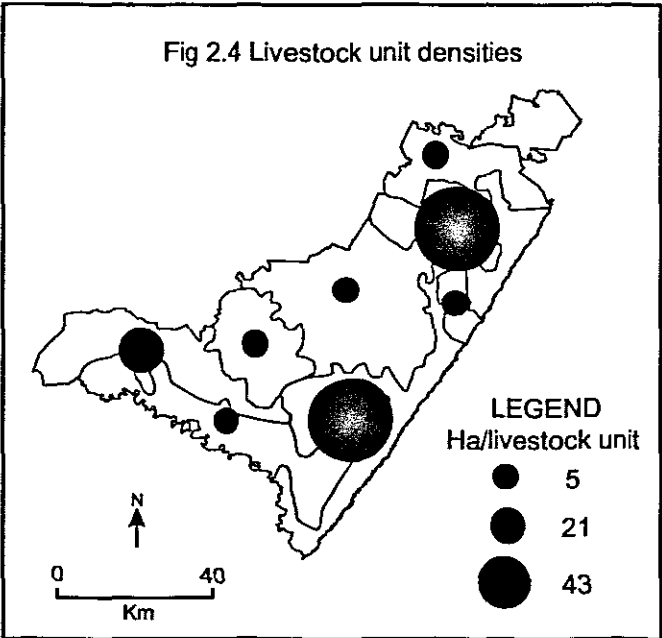 Fig 2.4 Livestock unit densities
LEGEND
Ha/livestock unit
5
21
43
N
0 40
Km